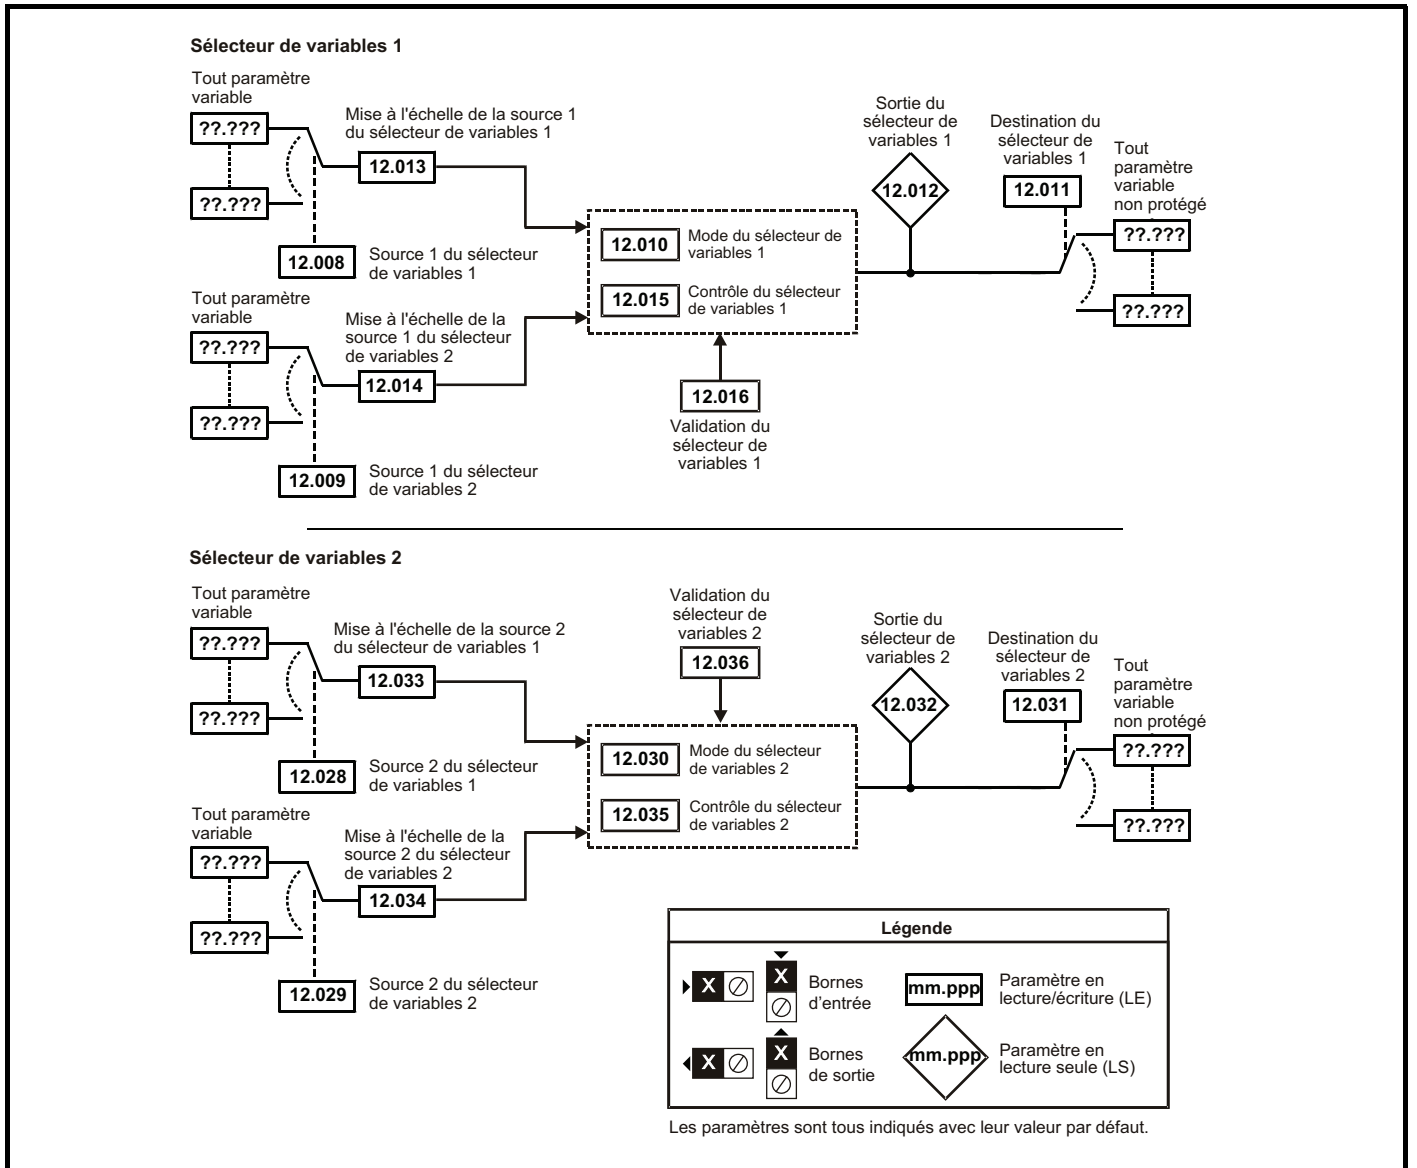 Sélecteur de variables 1
Tout paramètre
variable
??.???
??.???
Mise à l'échelle de la source 1
du sélecteur de variables 1
12.013
12.008
Source 1 du sélecteur
de variables 1
Tout paramètre
variable
??.???
??.???
Mise à l'échelle de la
source 1 du sélecteur
de variables 2
12.014
12.009
Source 1 du sélecteur
de variables 2
12.010
Mode du sélecteur de
variables 1
12.015
Contrôle du sélecteur
de variables 1
12.016
Validation du
sélecteur de
variables 1
Sortie du
sélecteur de
variables 1
12.012
Destination du
sélecteur de
variables 1
12.011
Tout
paramètre
variable
non protégé
??.???
??.???
Sélecteur de variables 2
Tout paramètre
variable
??.???
??.???
Mise à l'échelle de la source 2
du sélecteur de variables 1
12.033
12.028
Source 2 du sélecteur
de variables 1
Tout paramètre
variable
??.???
??.???
Mise à l'échelle de la
source 2 du sélecteur
de variables 2
12.034
12.029
Source 2 du sélecteur
de variables 2
Validation du
sélecteur de
variables 2
12.036
12.030
Mode du sélecteur
de variables 2
12.035
Contrôle du sélecteur
de variables 2
Sortie du
sélecteur de
variables 2
12.032
Destination du
sélecteur de
variables 2
12.031
Tout
paramètre
variable
non protégé
??.???
??.???
Légende
X
X
Bornes
d'entrée
mm.ppp
Paramètre en
lecture/écriture (LE)
X
X
Bornes
de sortie
mm.ppp
Paramètre en
lecture seule (LS)
Les paramètres sont tous indiqués avec leur valeur par défaut.